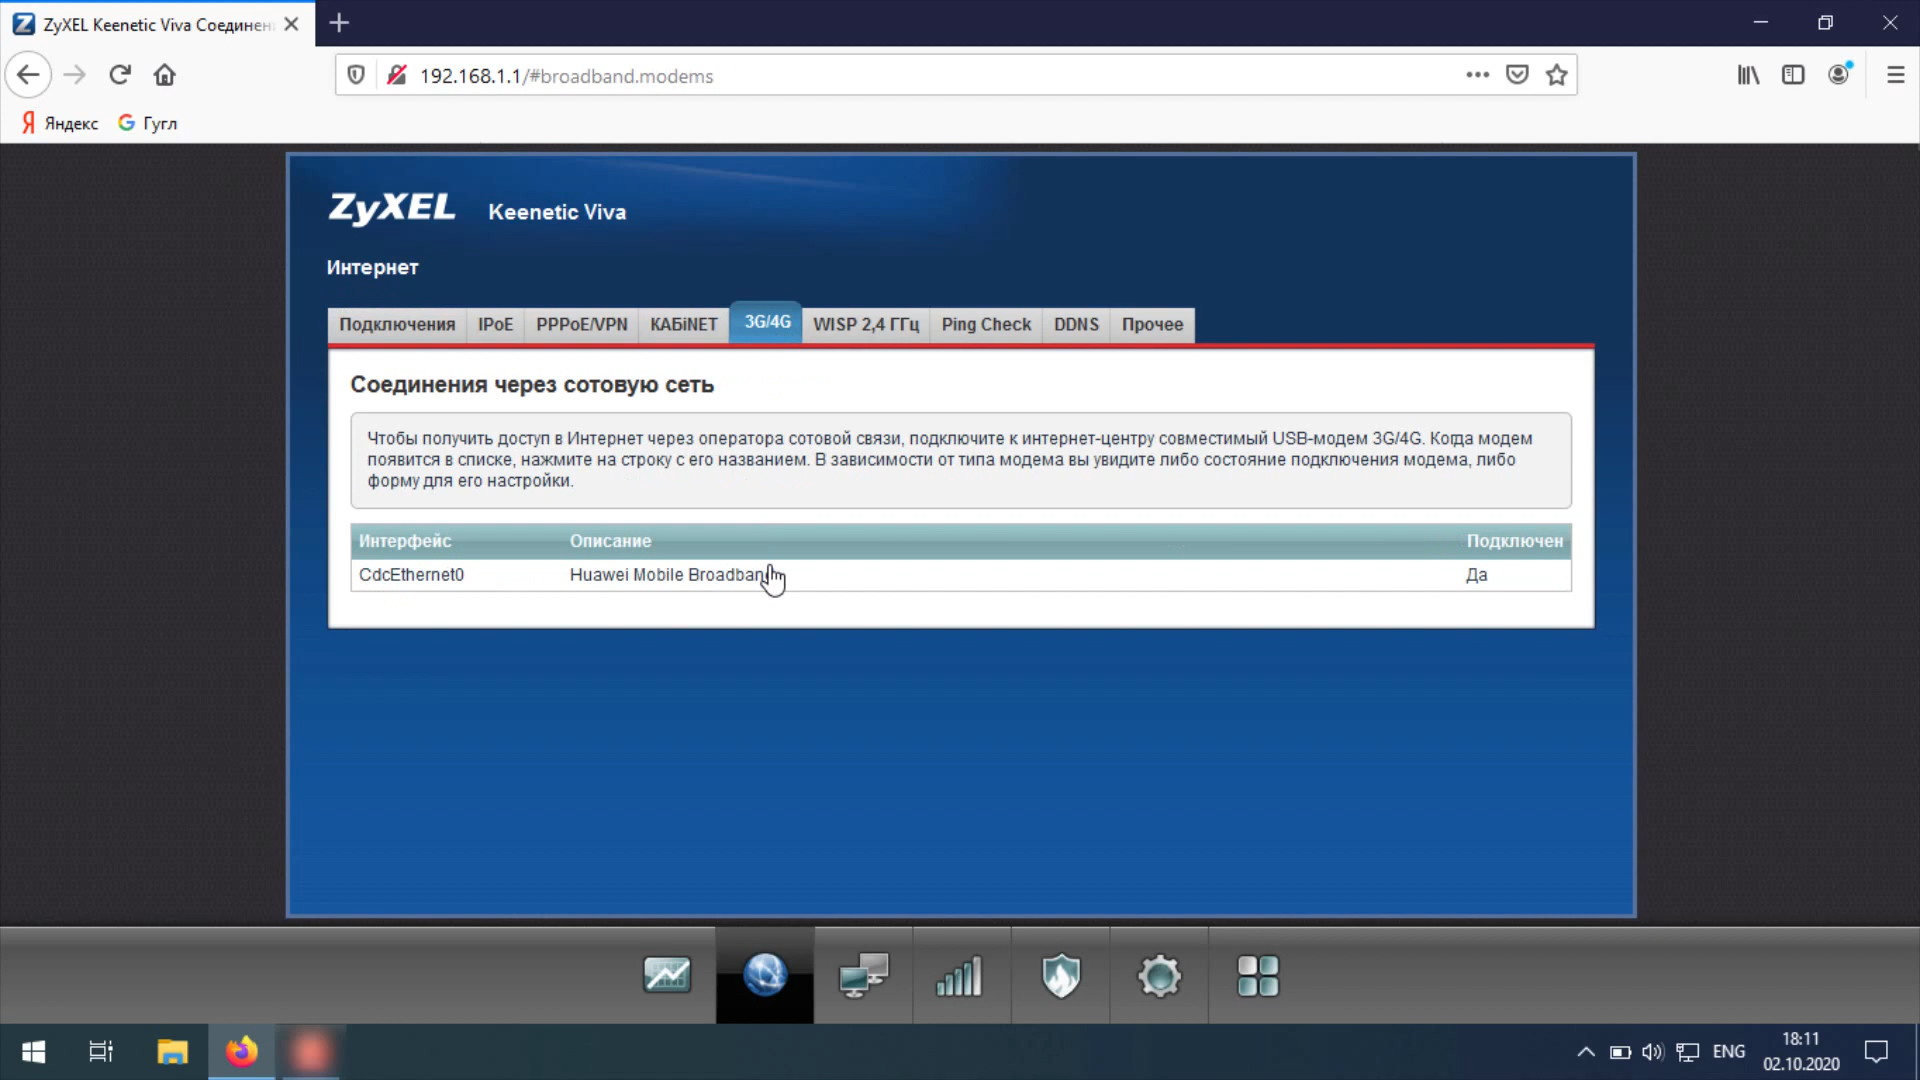 ZyXEL Keenetic Viva Соединен
192.168.1.1/#broadband.modems
Яндекс Гугл
ZyXEL Keenetic Viva
Интернет
Подключения IPoE PPPoE/VPN КАБiNET 3G/4G WISP 2,4 ГГц Ping Check DDNS Прочее
Соединения через сотовую сеть
Чтобы получить доступ в Интернет через оператора сотовой связи, подключите к интернет-центру совместимый USB-модем 3G/4G. Когда модем
появится в списке, нажмите на строку с его названием. В зависимости от типа модема вы увидите либо состояние подключения модема, либо
форму для его настройки.
Интерфейс Описание Подключен
CdcEthernet0 Huawei Mobile Broadband Да
ENG
18:11
02.10.2020